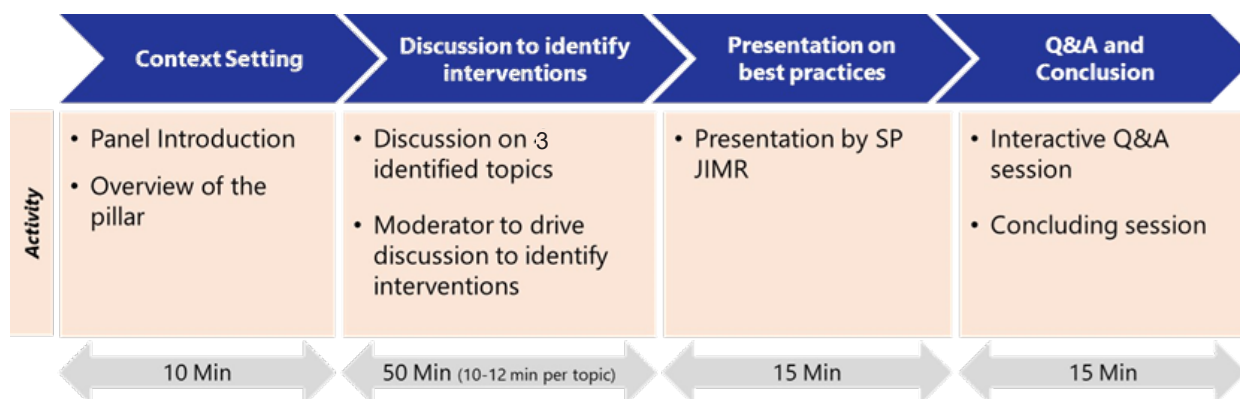 Context Setting
Discussion to identify
interventions
Presentation on
best practices
Q&A and
Conclusion
Activity
• Panel Introduction
• Overview of the
pillar
• Discussion on 3
identified topics
• Moderator to drive
discussion to identify
interventions
• Presentation by SP
JIMR
• Interactive Q&A
session
• Concluding session
10 Min
50 Min (10-12 min per topic)
15 Min
15 Min